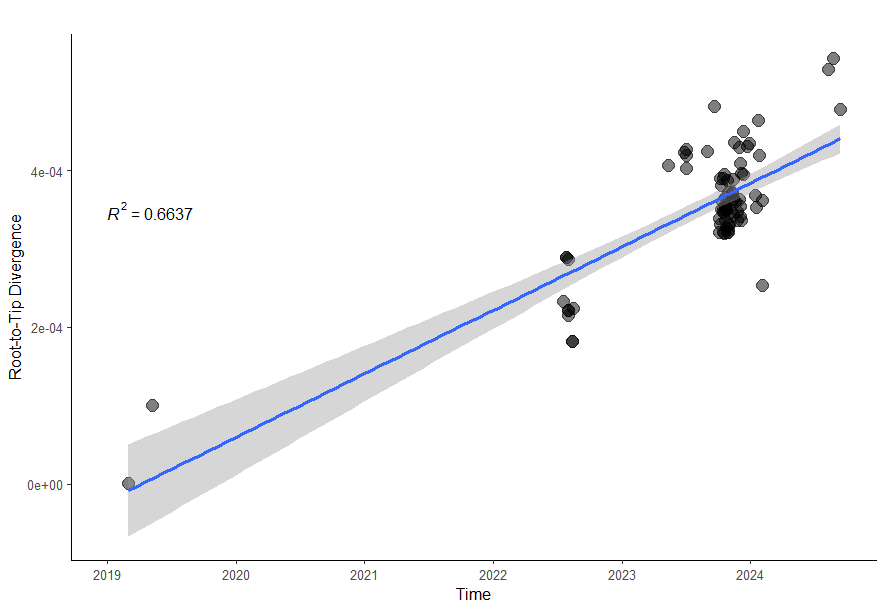 4e-04
R² = 0.6637
2e-04
0e+00
Root-to-Tip Divergence
2019 2020 2021 2022 2023 2024
Time